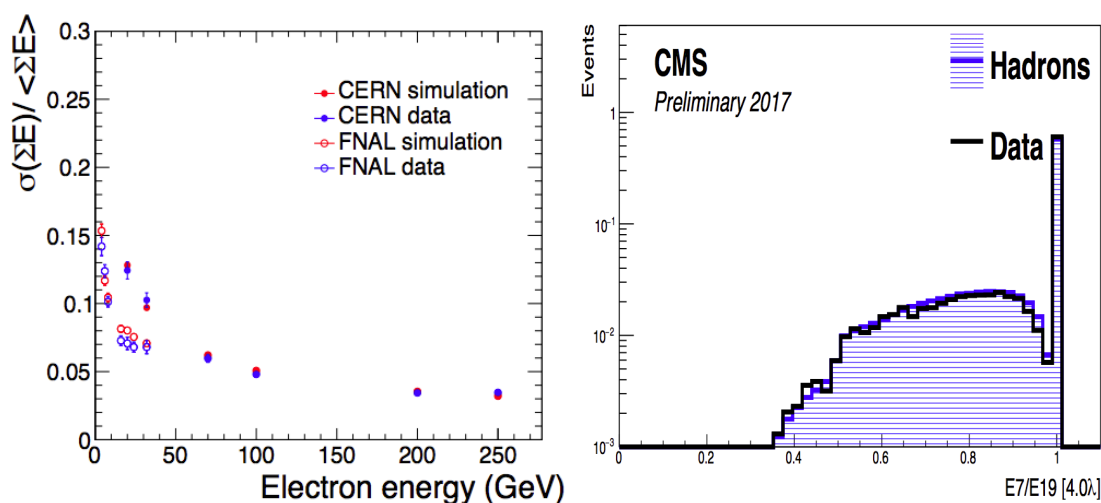 σ(ΣE)/ <ΣE>
0.3
0.25
0.2
0.15
0.1
0.05
0
CERN simulation
CERN data
FNAL simulation
FNAL data
0 50 100 150 200 250
Electron energy (GeV)
Events
1
10⁻¹
10⁻²
10⁻³
CMS
Preliminary 2017
Hadrons
Data
0 0.2 0.4 0.6 0.8 1
E7/E19 [4.0λ]